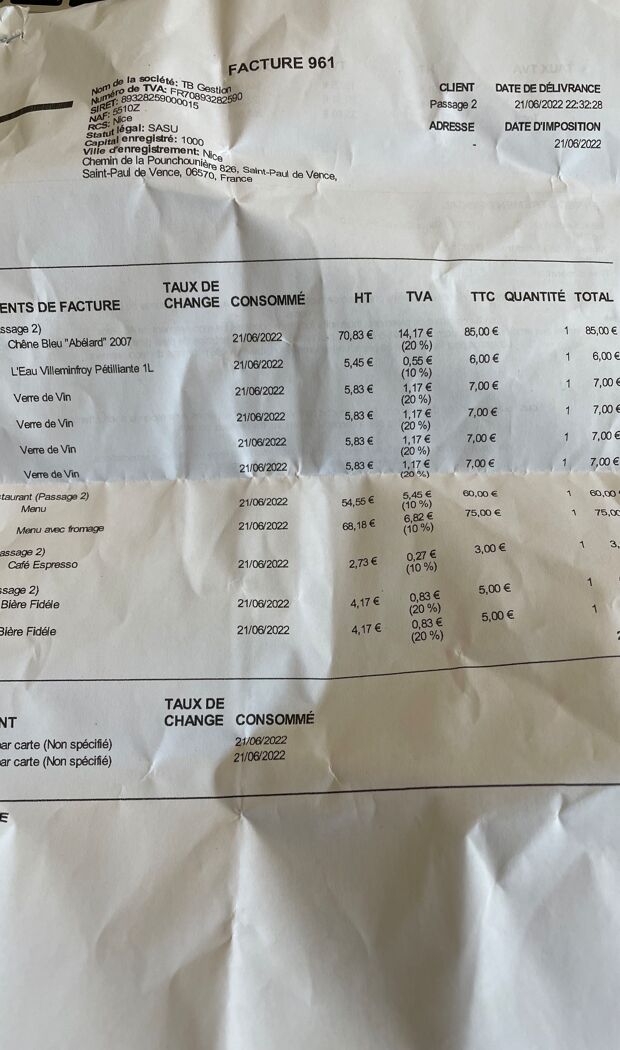 FACTURE 961
Nom de la société: TB Gestion
Numéro de TVA: FR70893282590
SIRET: 89328259000015
NAF: 5510Z
RCS: Nice
Statut légal: SASU
Capital enregistré: 1000
Ville d'enregistrement: Nice
Chemin de la Pounchounière 826, Saint-Paul de Vence,
Saint-Paul de Vence, 06570, France
CLIENT DATE DE DÉLIVRANCE
Passage 2 21/06/2022 22:32:28
ADRESSE DATE D'IMPOSITION
- 21/06/2022
ENTS DE FACTURE TAUX DE CHANGE CONSOMMÉ HT TVA TTC QUANTITÉ TOTAL
ssage 2)
Chêne Bleu "Abélard" 2007 21/06/2022 70,83 € 14,17 € (20 %) 85,00 € 1 85,00 €
L'Eau Villeminfroy Pétilliante 1L 21/06/2022 5,45 € 0,55 € (10 %) 6,00 € 1 6,00 €
Verre de Vin 21/06/2022 5,83 € 1,17 € (20 %) 7,00 € 1 7,00 €
Verre de Vin 21/06/2022 5,83 € 1,17 € (20 %) 7,00 € 1 7,00 €
Verre de Vin 21/06/2022 5,83 € 1,17 € (20 %) 7,00 € 1 7,00 €
Verre de Vin 21/06/2022 5,83 € 1,17 € (20 %) 7,00 € 1 7,00 €
staurant (Passage 2)
Menu 21/06/2022 54,55 € 5,45 € (10 %) 60,00 € 1 60,00
Menu avec fromage 21/06/2022 68,18 € 6,82 € (10 %) 75,00 € 1 75,00
assage 2)
Café Espresso 21/06/2022 2,73 € 0,27 € (10 %) 3,00 € 1 3,
ssage 2)
Bière Fidéle 21/06/2022 4,17 € 0,83 € (20 %) 5,00 € 1
Bière Fidéle 21/06/2022 4,17 € 0,83 € (20 %) 5,00 € 1
NT TAUX DE CHANGE CONSOMMÉ
ar carte (Non spécifié) 21/06/2022
ar carte (Non spécifié) 21/06/2022
E